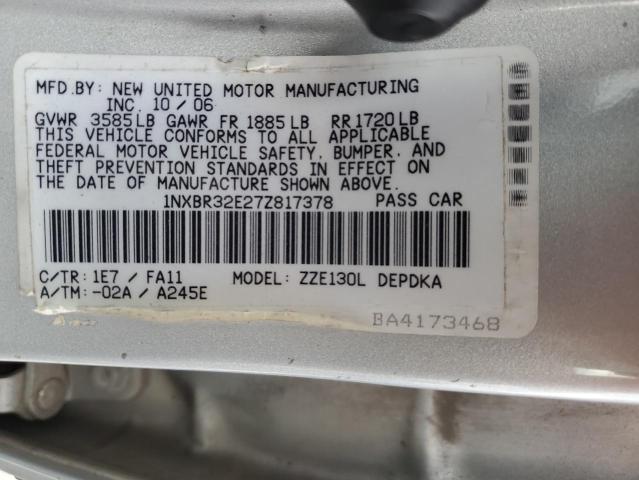 MFD.BY: NEW UNITED MOTOR MANUFACTURING
INC. 10 / 06
GVWR 3585LB GAWR FR 1885LB RR1720LB
THIS VEHICLE CONFORMS TO ALL APPLICABLE
FEDERAL MOTOR VEHICLE SAFETY, BUMPER, AND
THEFT PREVENTION STANDARDS IN EFFECT ON
THE DATE OF MANUFACTURE SHOWN ABOVE.
1NXBR32E27Z817378 PASS CAR
C/TR: 1E7 / FA11 MODEL: ZZE130L DEPDKA
A/TM: -02A / A245E
BA4173468